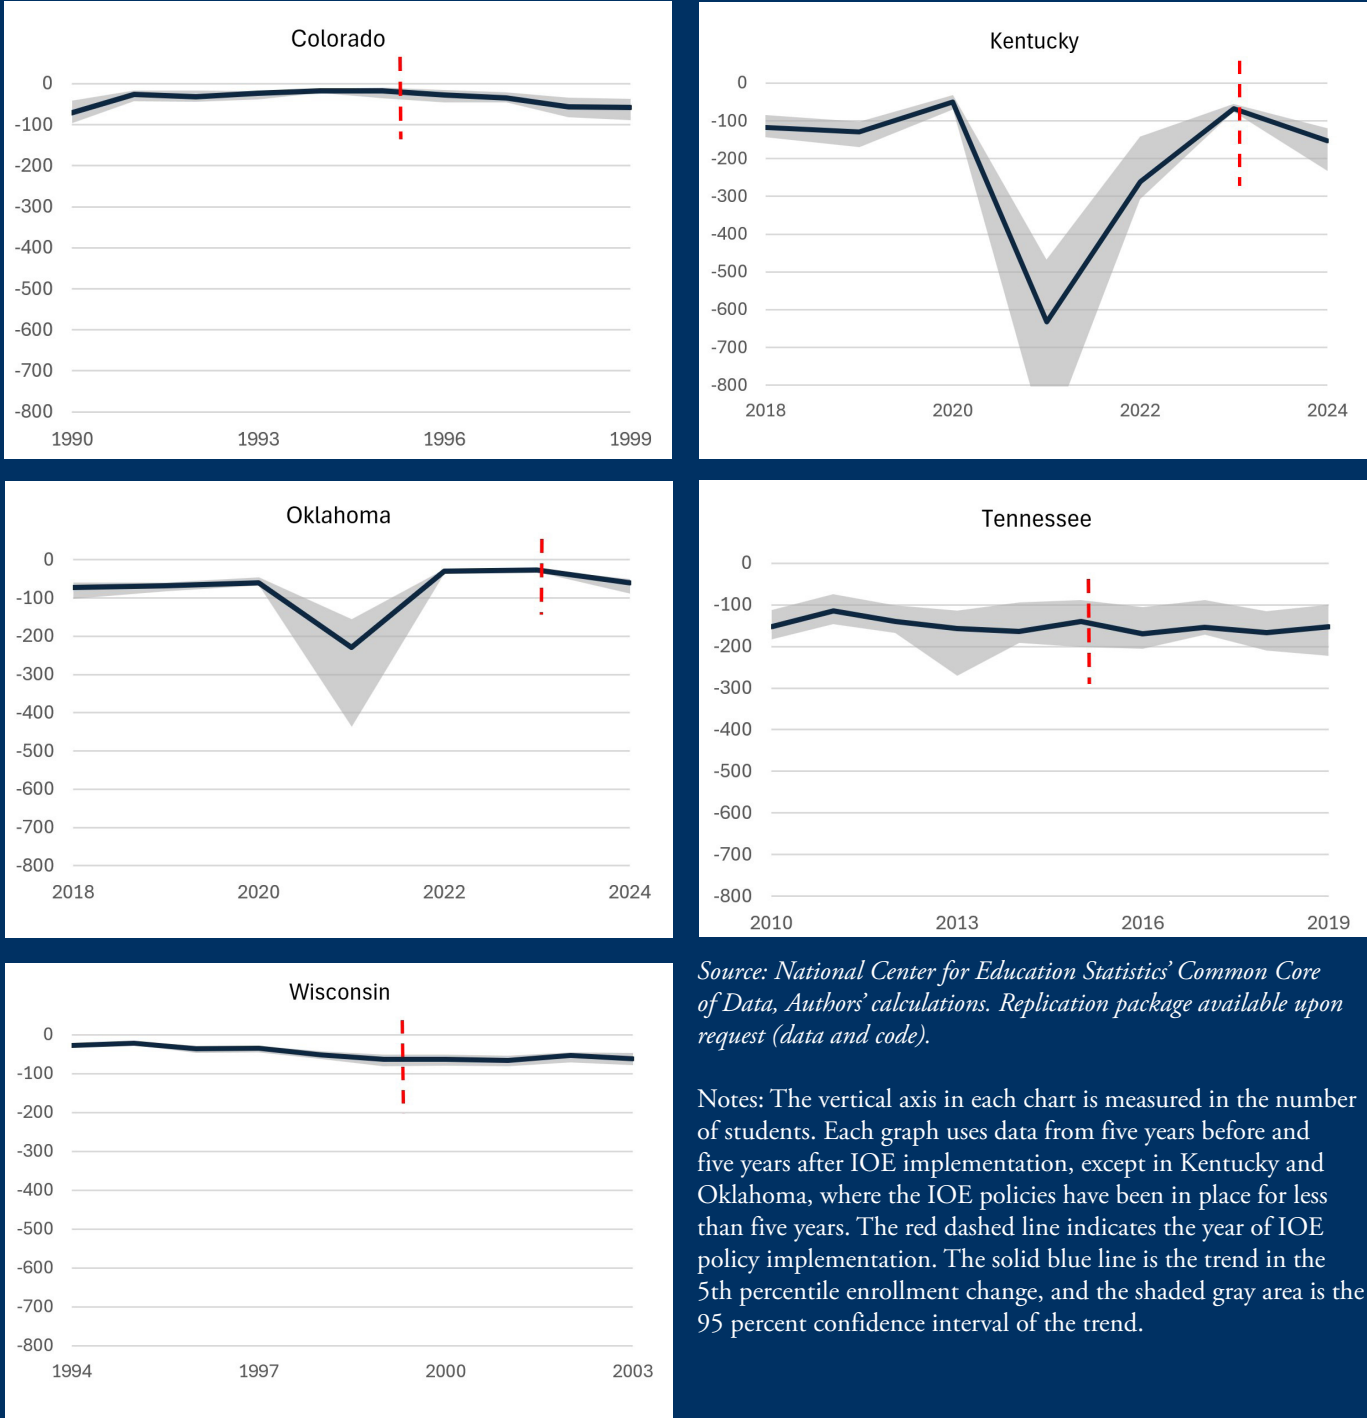 Colorado
0
-100
-200
-300
-400
-500
-600
-700
-800
1990 1993 1996 1999
Kentucky
0
-100
-200
-300
-400
-500
-600
-700
-800
2018 2020 2022 2024
Oklahoma
0
-100
-200
-300
-400
-500
-600
-700
-800
2018 2020 2022 2024
Tennessee
0
-100
-200
-300
-400
-500
-600
-700
-800
2010 2013 2016 2019
Wisconsin
0
-100
-200
-300
-400
-500
-600
-700
-800
1994 1997 2000 2003
Source: National Center for Education Statistics’ Common Core
of Data, Authors’ calculations. Replication package available upon
request (data and code).
Notes: The vertical axis in each chart is measured in the number
of students. Each graph uses data from five years before and
five years after IOE implementation, except in Kentucky and
Oklahoma, where the IOE policies have been in place for less
than five years. The red dashed line indicates the year of IOE
policy implementation. The solid blue line is the trend in the
5th percentile enrollment change, and the shaded gray area is the
95 percent confidence interval of the trend.